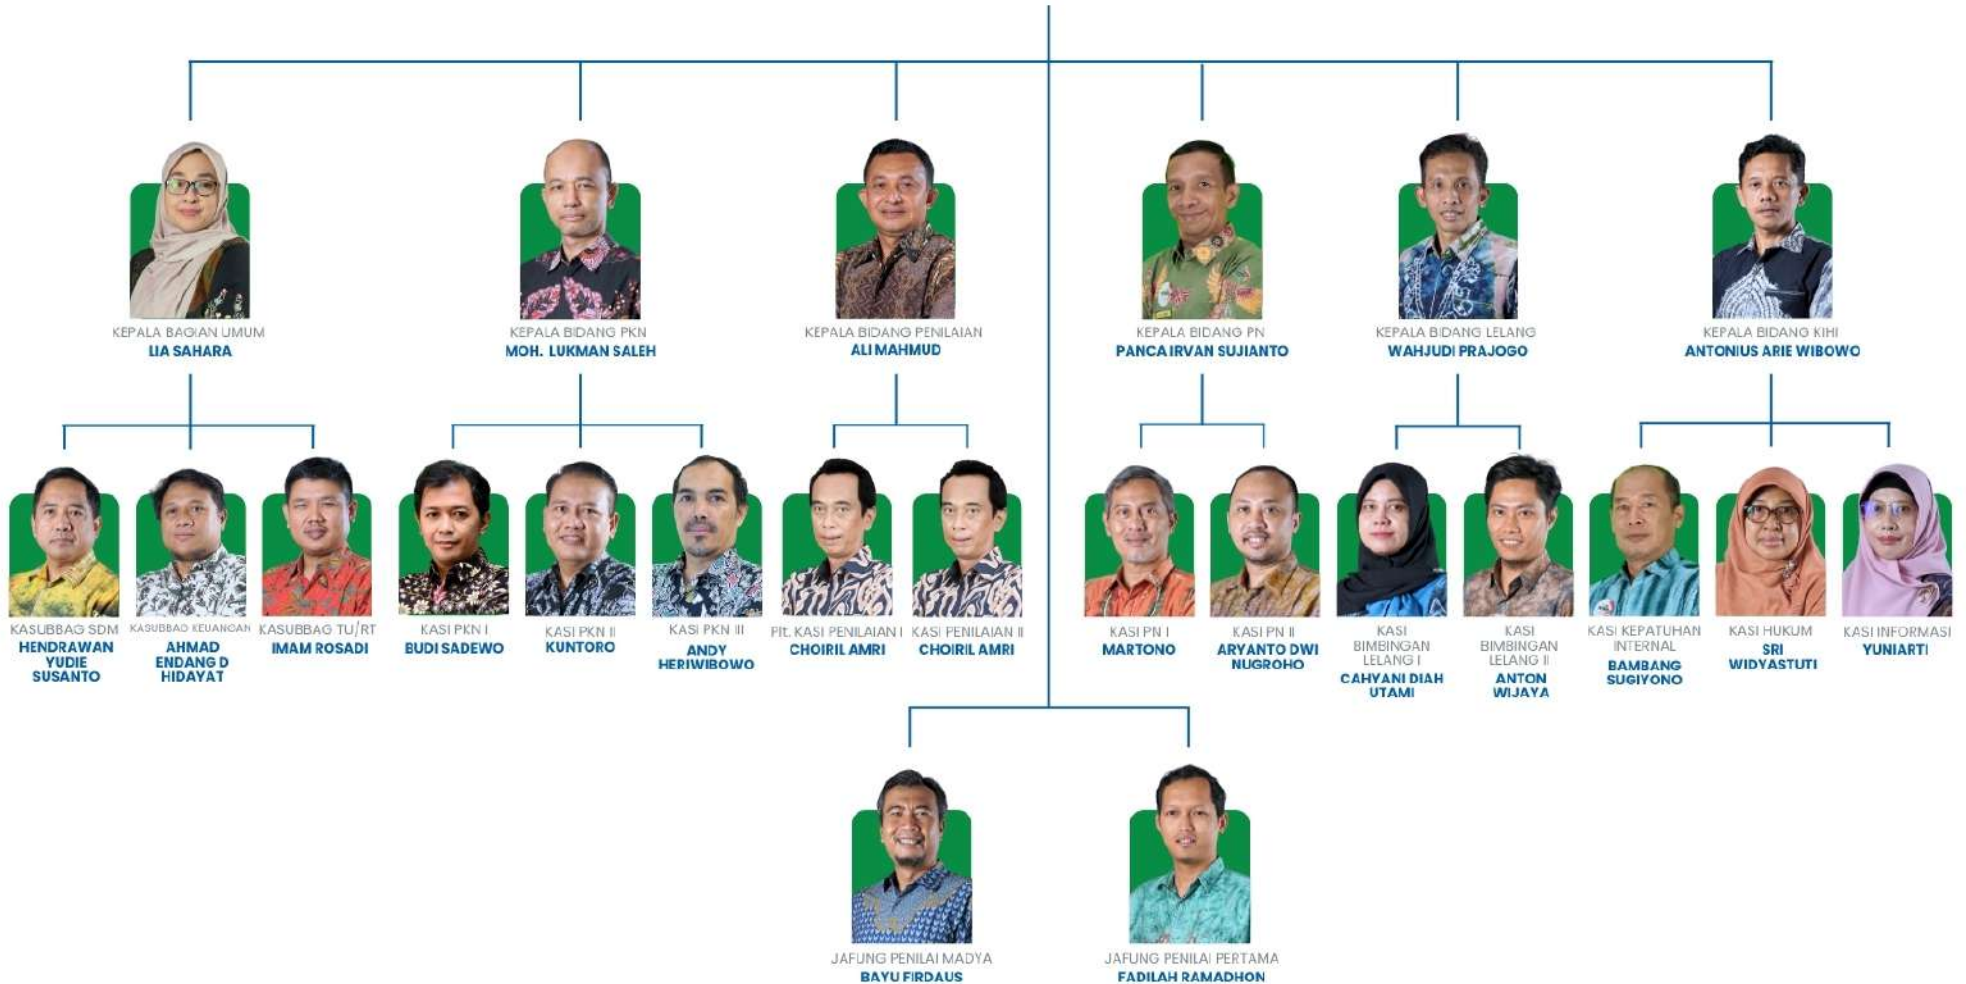 KEPALA BAGIAN UMUM
LIA SAHARA
KEPALA BIDANG PKN
MOH. LUKMAN SALEH
KEPALA BIDANG PENILAIAN
ALI MAHMUD
KEPALA BIDANG PN
PANCA IRVAN SUJIANTO
KEPALA BIDANG LELANG
WAHJUDI PRAJOGO
KEPALA BIDANG KIHI
ANTONIUS ARIE WIBOWO
KASUBBAG SDM
HENDRAWAN
YUDIE
SUSANTO
KASUBBAG KEUANGAN
AHMAD
ENDANG D
HIDAYAT
KASUBBAG TU/RT
IMAM ROSADI
KASI PKN I
BUDI SADEWO
KASI PKN II
KUNTORO
KASI PKN III
ANDY
HERIWIBOWO
Plt. KASI PENILAIAN I
CHOIRIL AMRI
KASI PENILAIAN II
CHOIRIL AMRI
KASI PN I
MARTONO
KASI PN II
ARYANTO DWI
NUGROHO
KASI
BIMBINGAN
LELANG I
CAHYANI DIAH
UTAMI
KASI
BIMBINGAN
LELANG II
ANTON
WIJAYA
KASI KEPATUHAN
INTERNAL
BAMBANG
SUGIYONO
KASI HUKUM
SRI
WIDYASTUTI
KASI INFORMASI
YUNIARTI
JAFUNG PENILAI MADYA
BAYU FIRDAUS
JAFUNG PENILAI PERTAMA
FADILAH RAMADHON